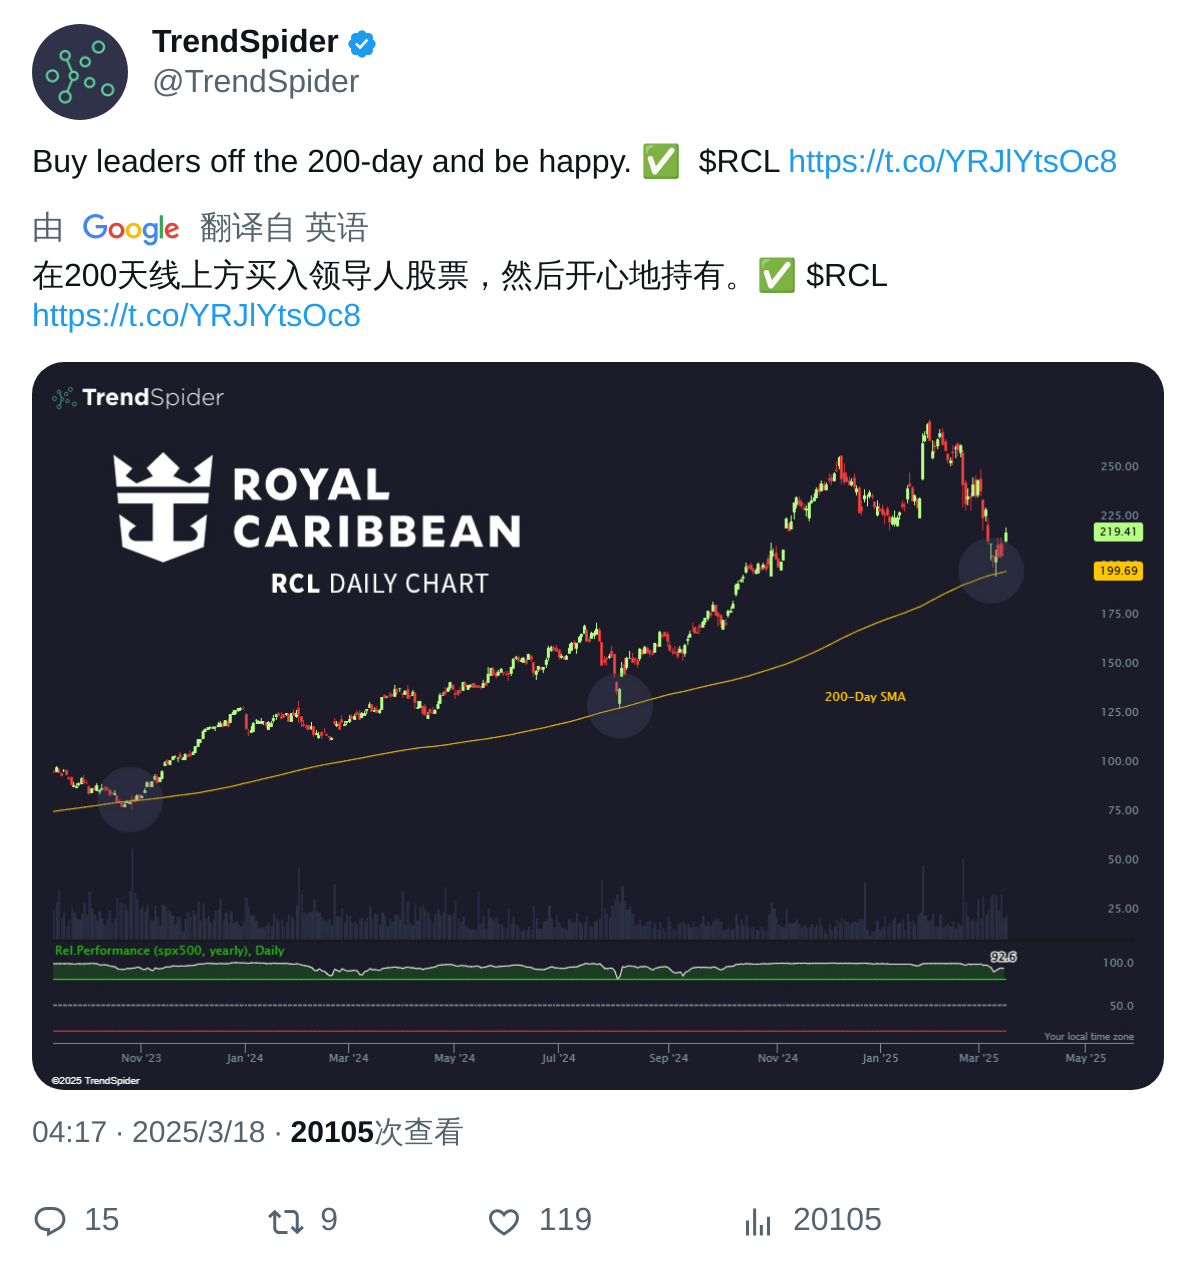 TrendSpider
@TrendSpider
Buy leaders off the 200-day and be happy. ✅ $RCL https://t.co/YRJlYtsOc8
由 Google 翻译自 英语
在200天线上方买入领导人股票，然后开心地持有。✅ $RCL
https://t.co/YRJlYtsOc8
TrendSpider
ROYAL
CARIBBEAN
RCL DAILY CHART
250.00
225.00
219.41
199.69
175.00
150.00
200-Day SMA
125.00
100.00
75.00
50.00
25.00
Rel.Performance (spx500, yearly), Daily
92.6
100.0
50.0
Your local time zone
Nov '23 Jan '24 Mar '24 May '24 Jul '24 Sep '24 Nov '24 Jan '25 Mar '25 May '25
©2025 TrendSpider
04:17 · 2025/3/18 · 20105次查看
15 9 119 20105